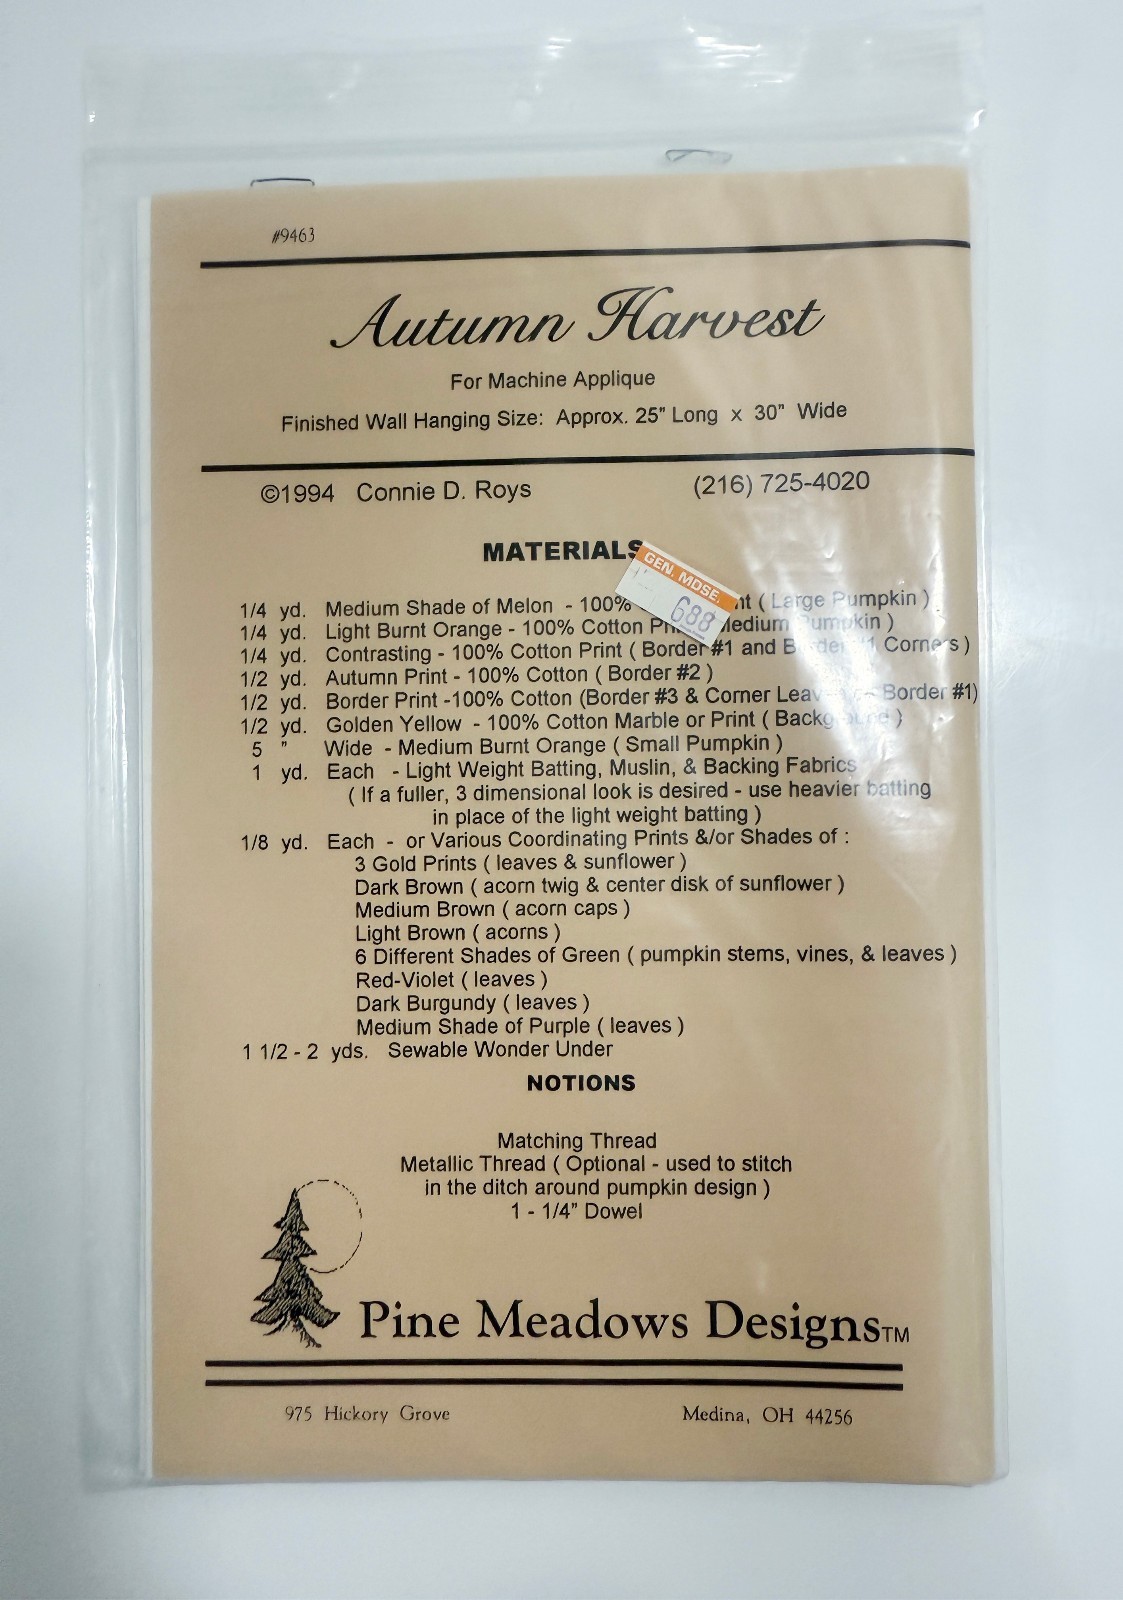 #9463
Autumn Harvest
For Machine Applique
Finished Wall Hanging Size: Approx. 25" Long x 30" Wide
©1994 Connie D. Roys (216) 725-4020
MATERIALS
GEN. MDSE.
688
1/4 yd. Medium Shade of Melon - 100% ( Large Pumpkin )
1/4 yd. Light Burnt Orange - 100% Cotton Medium Pumpkin )
1/4 yd. Contrasting - 100% Cotton Print ( Border #1 and Border #1 Corners )
1/2 yd. Autumn Print - 100% Cotton ( Border #2 )
1/2 yd. Border Print -100% Cotton (Border #3 & Corner Border #1)
1/2 yd. Golden Yellow - 100% Cotton Marble or Print ( Background )
5 " Wide - Medium Burnt Orange ( Small Pumpkin )
1 yd. Each - Light Weight Batting, Muslin, & Backing Fabrics
( If a fuller, 3 dimensional look is desired - use heavier batting
in place of the light weight batting )
1/8 yd. Each - or Various Coordinating Prints &/or Shades of :
3 Gold Prints ( leaves & sunflower )
Dark Brown ( acorn twig & center disk of sunflower )
Medium Brown ( acorn caps )
Light Brown ( acorns )
6 Different Shades of Green ( pumpkin stems, vines, & leaves )
Red-Violet ( leaves )
Dark Burgundy ( leaves )
Medium Shade of Purple ( leaves )
1 1/2 - 2 yds. Sewable Wonder Under
NOTIONS
Matching Thread
Metallic Thread ( Optional - used to stitch
in the ditch around pumpkin design )
1 - 1/4" Dowel
Pine Meadows Designs TM
975 Hickory Grove Medina, OH 44256